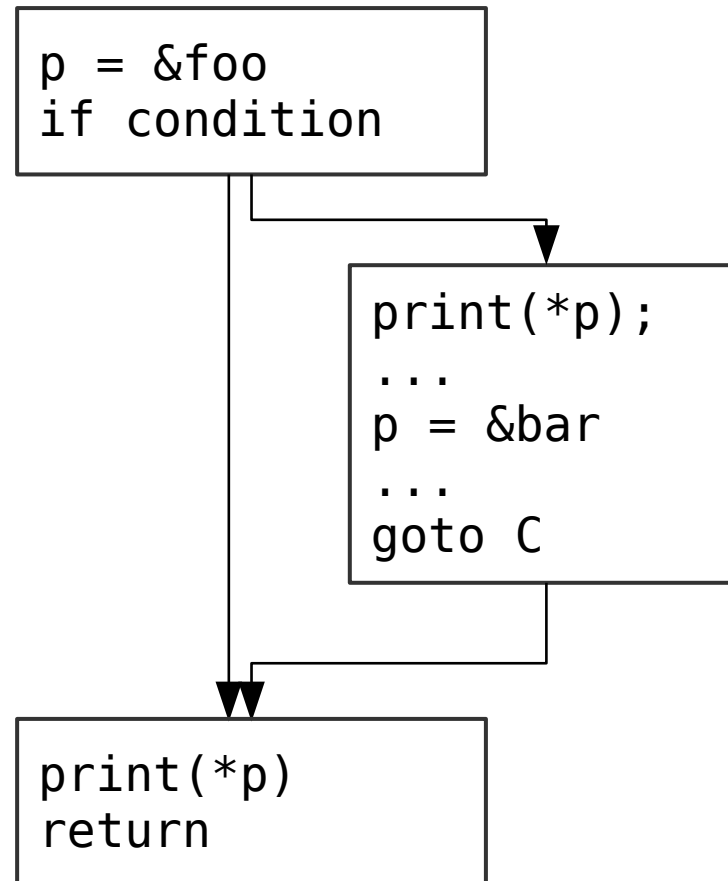 p = &foo
if condition
print(*p);
...
p = &bar
...
goto C
print(*p)
return